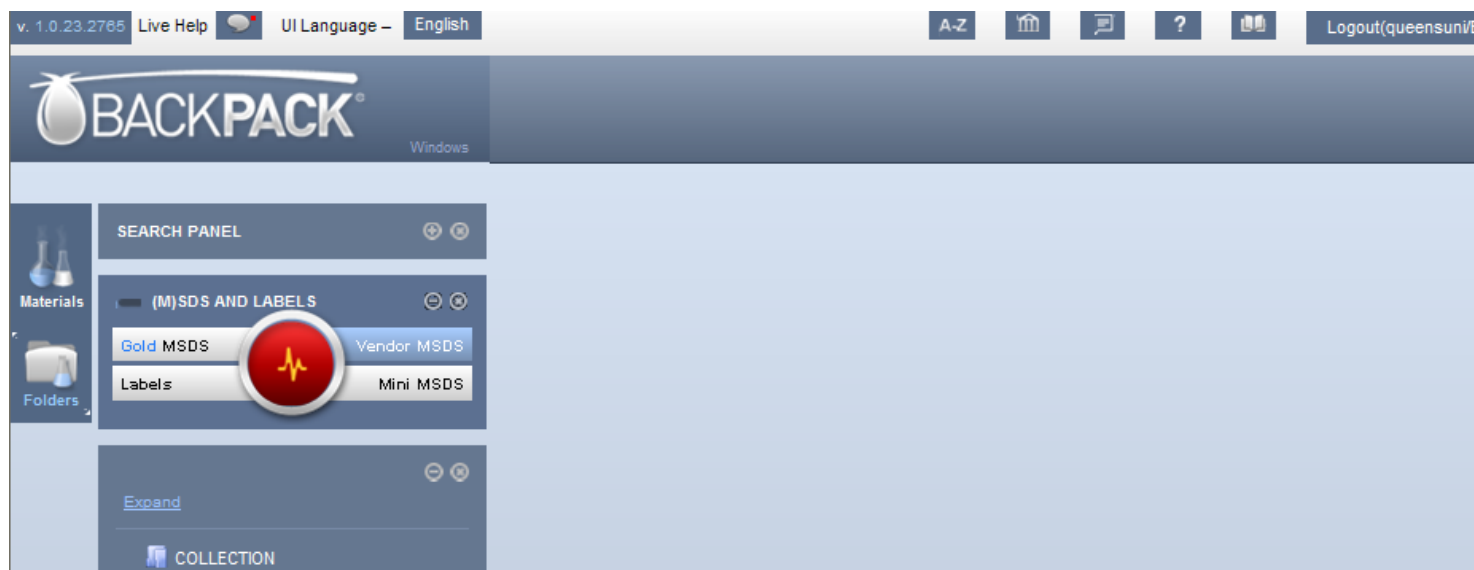 v. 1.0.23.2765 Live Help UI Language – English A-Z ? Logout(queensuni/
BACKPACK®
Windows
SEARCH PANEL
Materials
(M)SDS AND LABELS
Gold MSDS Vendor MSDS
Labels Mini MSDS
Folders
Expand
COLLECTION